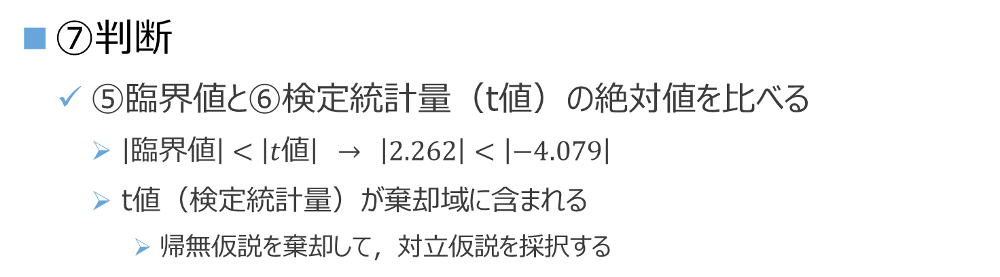 ⑦判断
⑤臨界値と⑥検定統計量（t値）の絶対値を比べる
|臨界値| < |t値| → |2.262| < |−4.079|
t値（検定統計量）が棄却域に含まれる
帰無仮説を棄却して，対立仮説を採択する